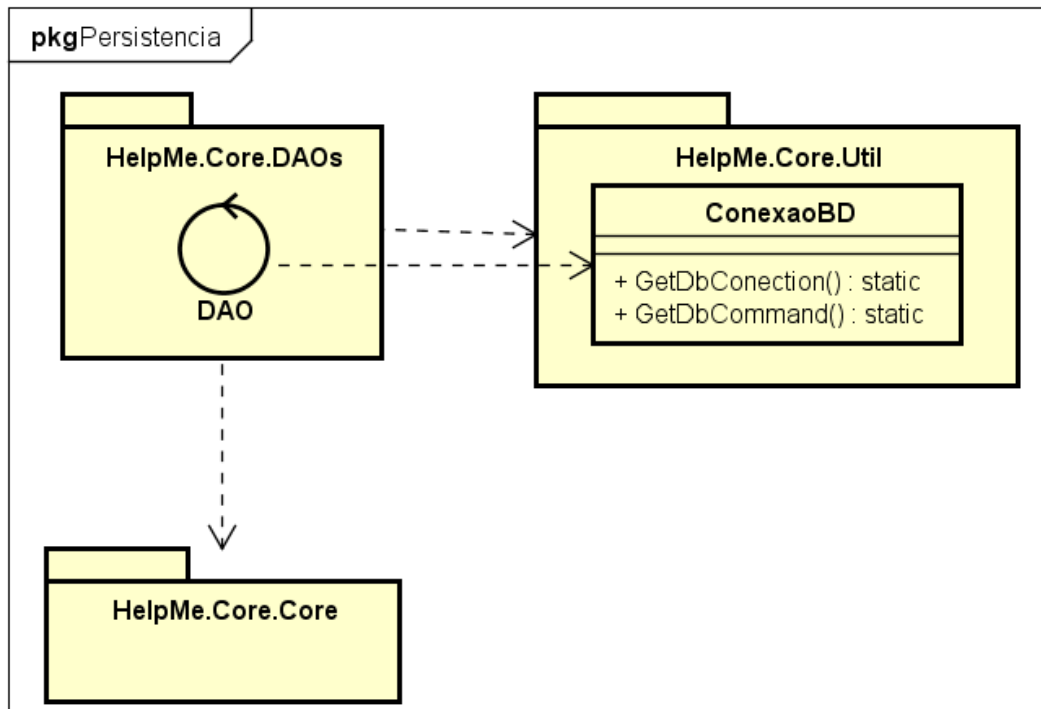 pkgPersistencia
HelpMe.Core.DAOs
DAO
HelpMe.Core.Util
ConexaoBD
+ GetDbConection() : static
+ GetDbCommand() : static
HelpMe.Core.Core